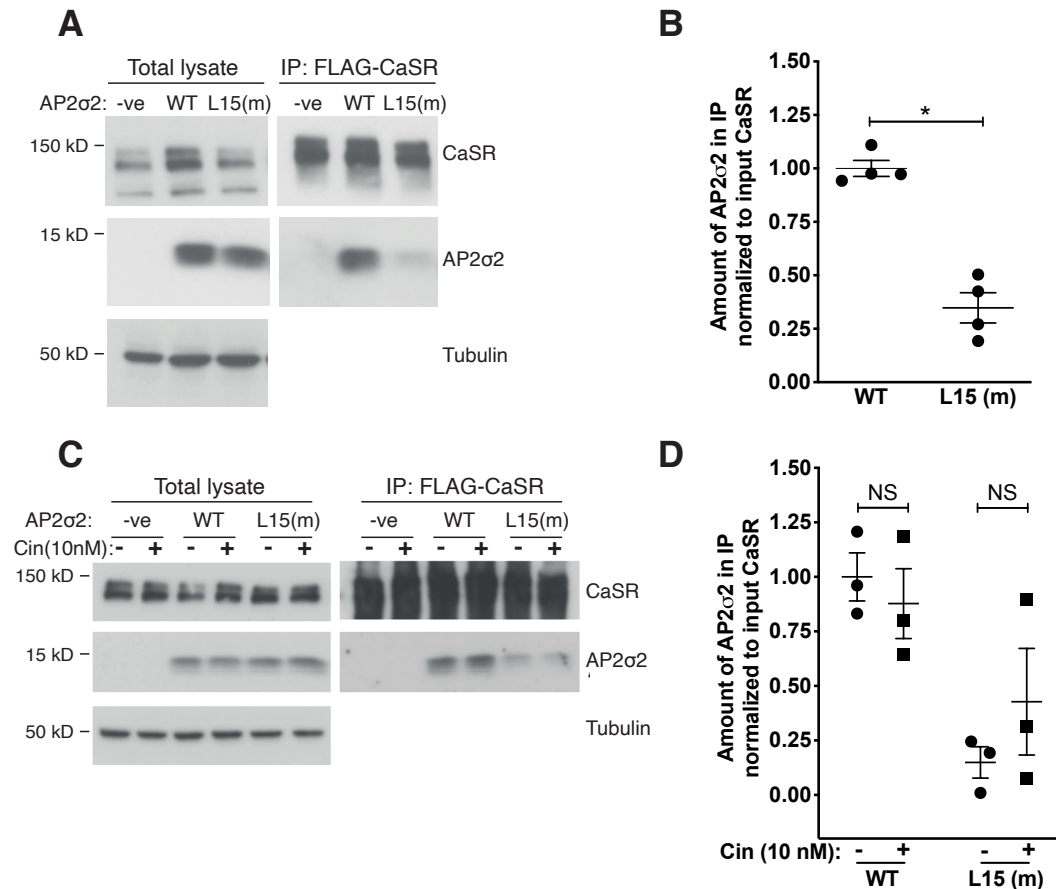 A
Total lysate IP: FLAG-CaSR
AP2σ2: -ve WT L15(m) -ve WT L15(m)
150 kD CaSR
15 kD AP2σ2
50 kD Tubulin
B
Amount of AP2σ2 in IP
normalized to input CaSR
1.50
1.25
1.00
0.75
0.50
0.25
0.00
*
WT L15 (m)
C
Total lysate IP: FLAG-CaSR
AP2σ2: -ve WT L15(m) -ve WT L15(m)
Cin(10nM): - + - + - + - + - + - +
150 kD CaSR
15 kD AP2σ2
50 kD Tubulin
D
Amount of AP2σ2 in IP
normalized to input CaSR
1.50
1.25
1.00
0.75
0.50
0.25
0.00
NS NS
Cin (10 nM): - + - +
WT L15 (m)